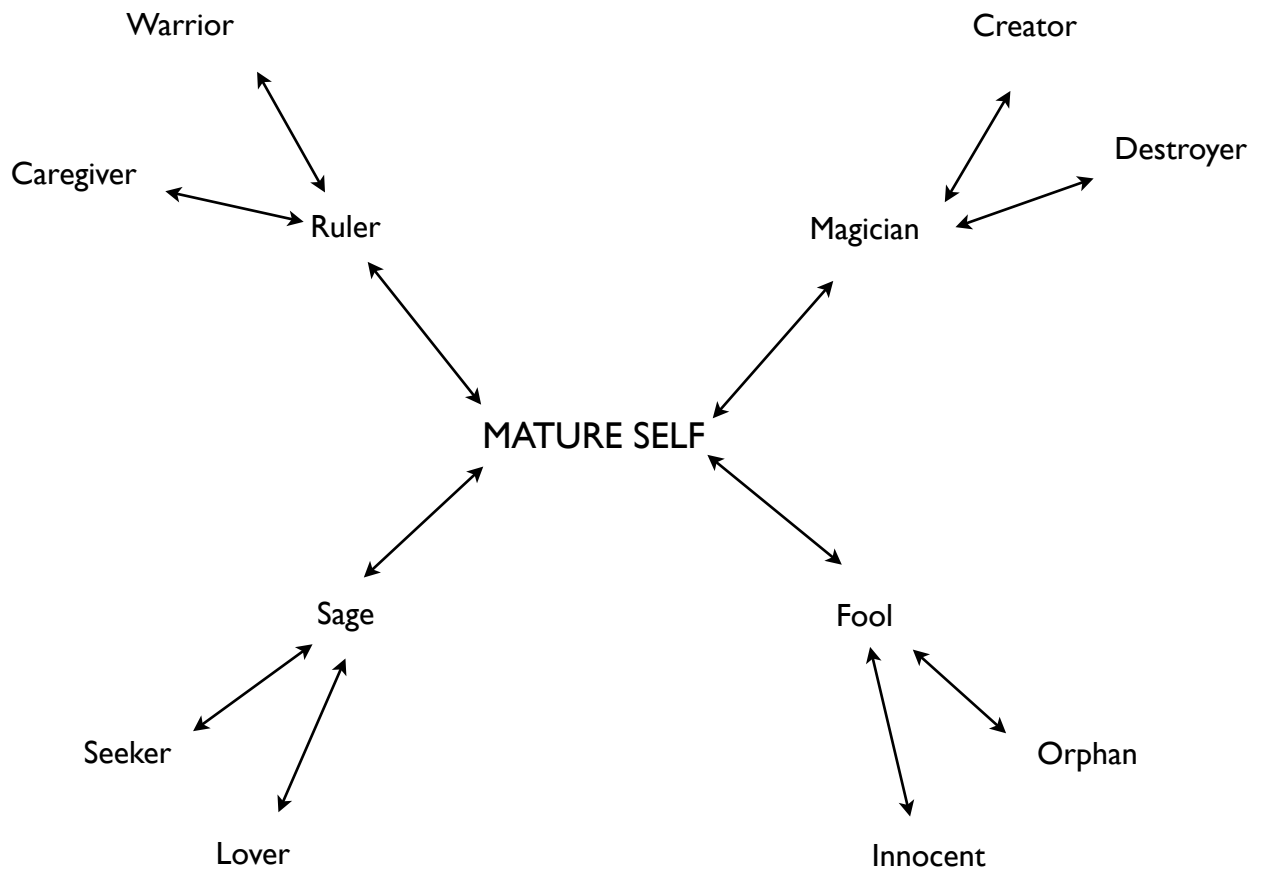 Warrior
Creator
Caregiver
Destroyer
Ruler
Magician
MATURE SELF
Sage
Fool
Seeker
Orphan
Lover
Innocent